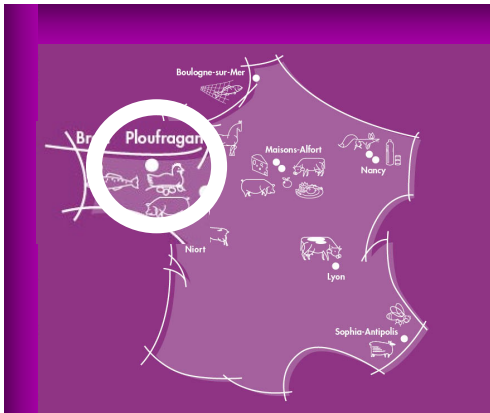 Boulogne-sur-Mer
Ploufragan
Maisons-Alfort
Nancy
Niort
Lyon
Sophia-Antipolis